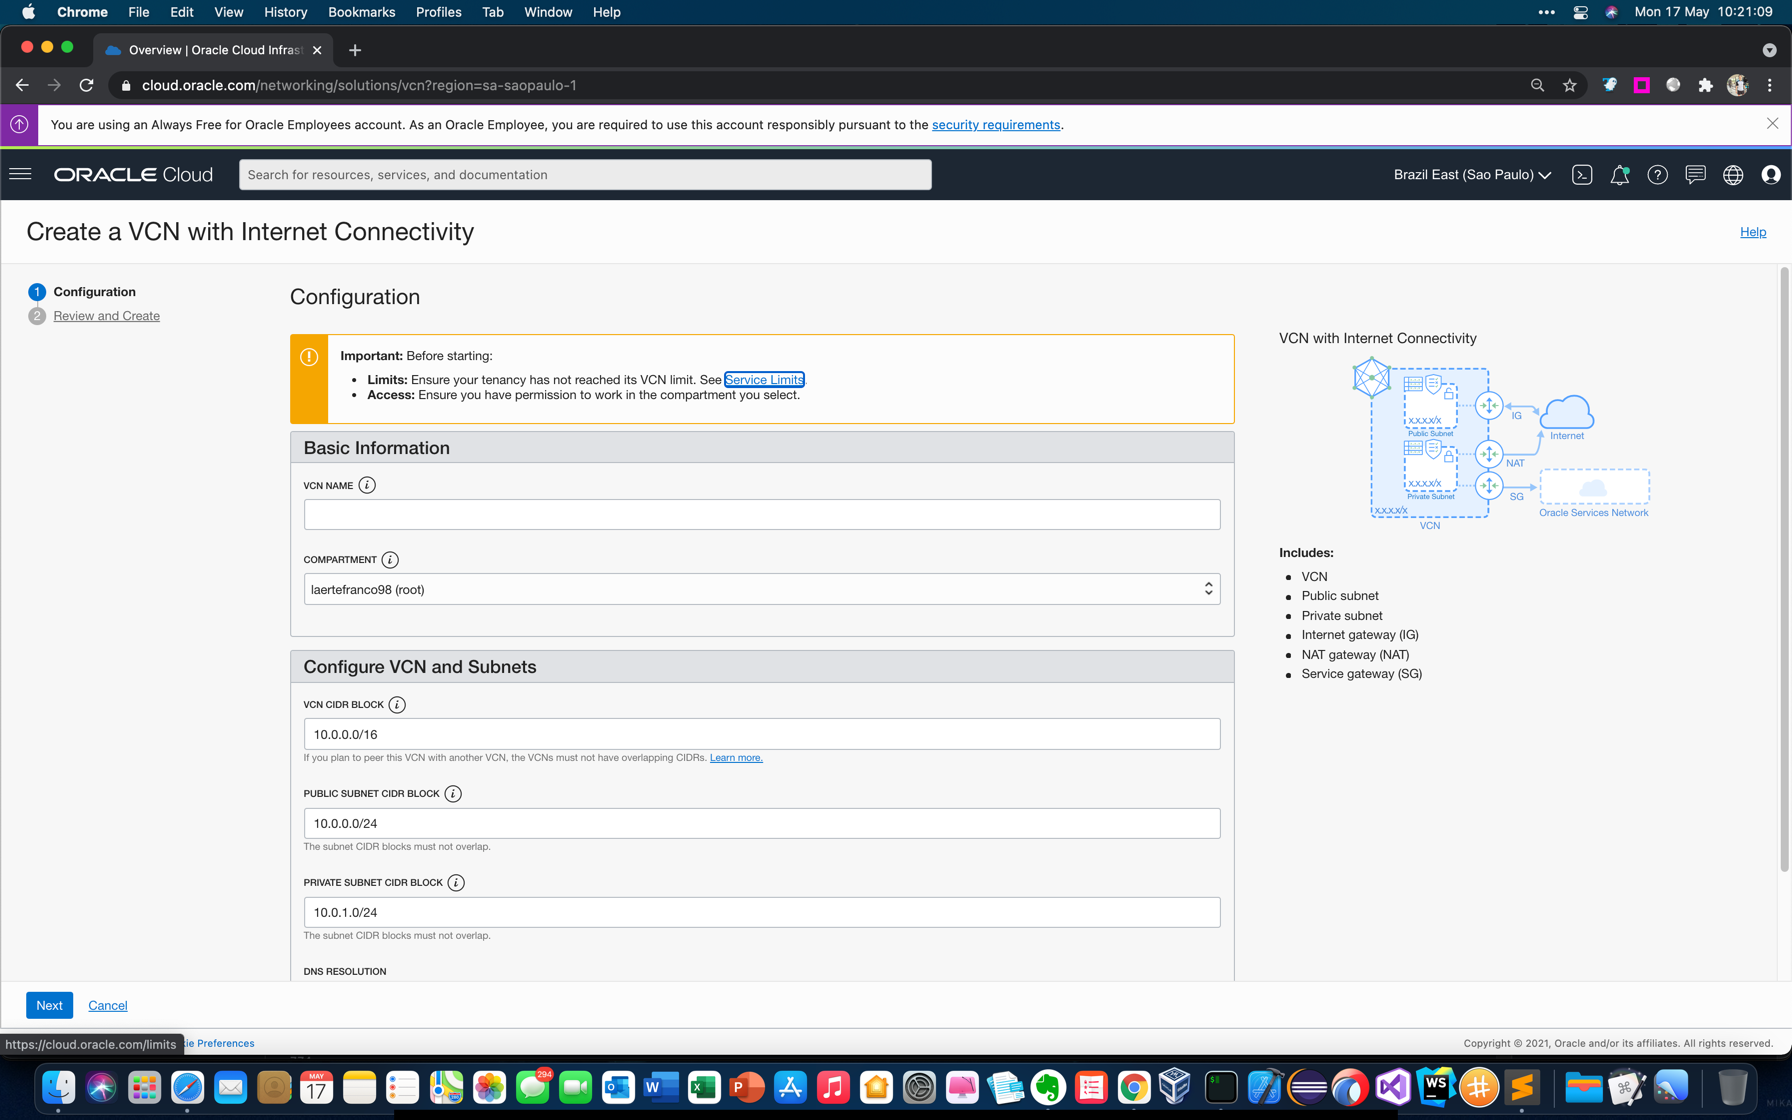 Chrome File Edit View History Bookmarks Profiles Tab Window Help
Mon 17 May 10:21:09
Overview | Oracle Cloud Infras
cloud.oracle.com/networking/solutions/vcn?region=sa-saopaulo-1
You are using an Always Free for Oracle Employees account. As an Oracle Employee, you are required to use this account responsibly pursuant to the security requirements.
ORACLE Cloud
Search for resources, services, and documentation
Brazil East (Sao Paulo)
Create a VCN with Internet Connectivity
Help
1 Configuration
2 Review and Create
Configuration
Important: Before starting:
• Limits: Ensure your tenancy has not reached its VCN limit. See Service Limits.
• Access: Ensure you have permission to work in the compartment you select.
Basic Information
VCN NAME i
COMPARTMENT i
laertefranco98 (root)
Configure VCN and Subnets
VCN CIDR BLOCK i
10.0.0.0/16
If you plan to peer this VCN with another VCN, the VCNs must not have overlapping CIDRs. Learn more.
PUBLIC SUBNET CIDR BLOCK i
10.0.0.0/24
The subnet CIDR blocks must not overlap.
PRIVATE SUBNET CIDR BLOCK i
10.0.1.0/24
The subnet CIDR blocks must not overlap.
DNS RESOLUTION
VCN with Internet Connectivity
x.x.x.x/x
Public Subnet
IG
Internet
NAT
x.x.x.x/x
Private Subnet
SG
x.x.x.x/x
Oracle Services Network
VCN
Includes:
• VCN
• Public subnet
• Private subnet
• Internet gateway (IG)
• NAT gateway (NAT)
• Service gateway (SG)
Next Cancel
https://cloud.oracle.com/limits
kie Preferences
Copyright © 2021, Oracle and/or its affiliates. All rights reserved.
MAY
17
294
W
X
P
WS